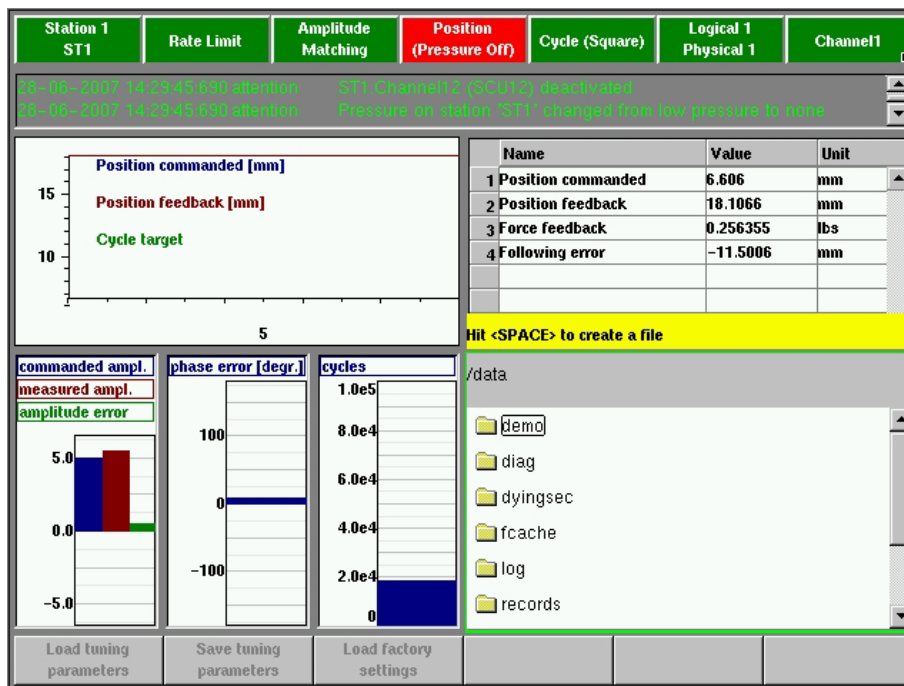 Station 1
ST1
Rate Limit
Amplitude
Matching
Position
(Pressure Off)
Cycle (Square)
Logical 1
Physical 1
Channel1
28-06-2007 14:29:45:690 attention ST1.Channel12 (SCU12) deactivated
28-06-2007 14:29:45:690 attention Pressure on station "ST1" changed from low pressure to none
Position commanded [mm]
15
Position feedback [mm]
Cycle target
10
5
Name Value Unit
1 Position commanded 6.606 mm
2 Position feedback 18.1066 mm
3 Force feedback 0.256355 lbs
4 Following error −11.5006 mm
Hit <SPACE> to create a file
commanded ampl.
measured ampl.
amplitude error
5.0
0.0
−5.0
phase error [degr.]
100
0
−100
cycles
1.0e5
8.0e4
6.0e4
4.0e4
2.0e4
0
/data
demo
diag
dyingsec
fcache
log
records
Load tuning
parameters
Save tuning
parameters
Load factory
settings